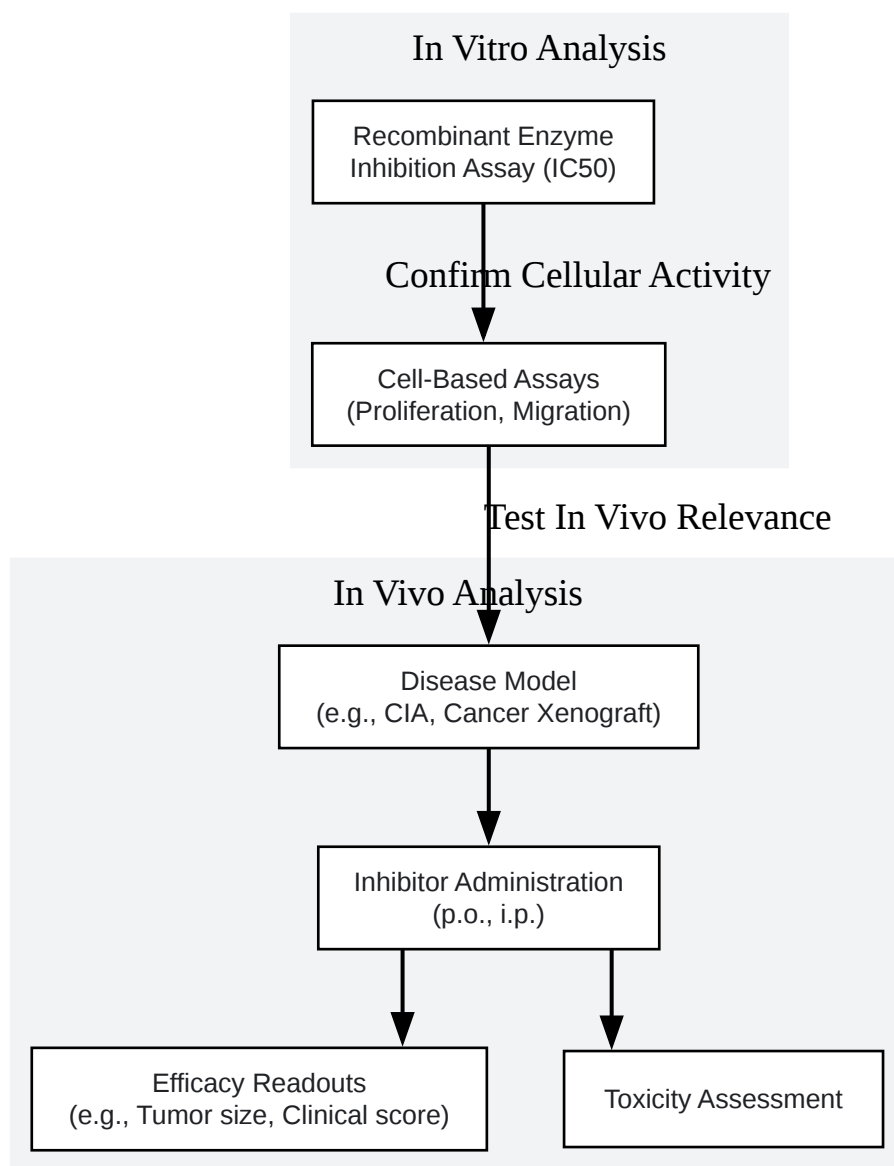 In Vitro Analysis
Recombinant Enzyme
Inhibition Assay (IC50)
Confirm Cellular Activity
Cell-Based Assays
(Proliferation, Migration)
Test In Vivo Relevance
In Vivo Analysis
Disease Model
(e.g., CIA, Cancer Xenograft)
Inhibitor Administration
(p.o., i.p.)
Efficacy Readouts
(e.g., Tumor size, Clinical score)
Toxicity Assessment